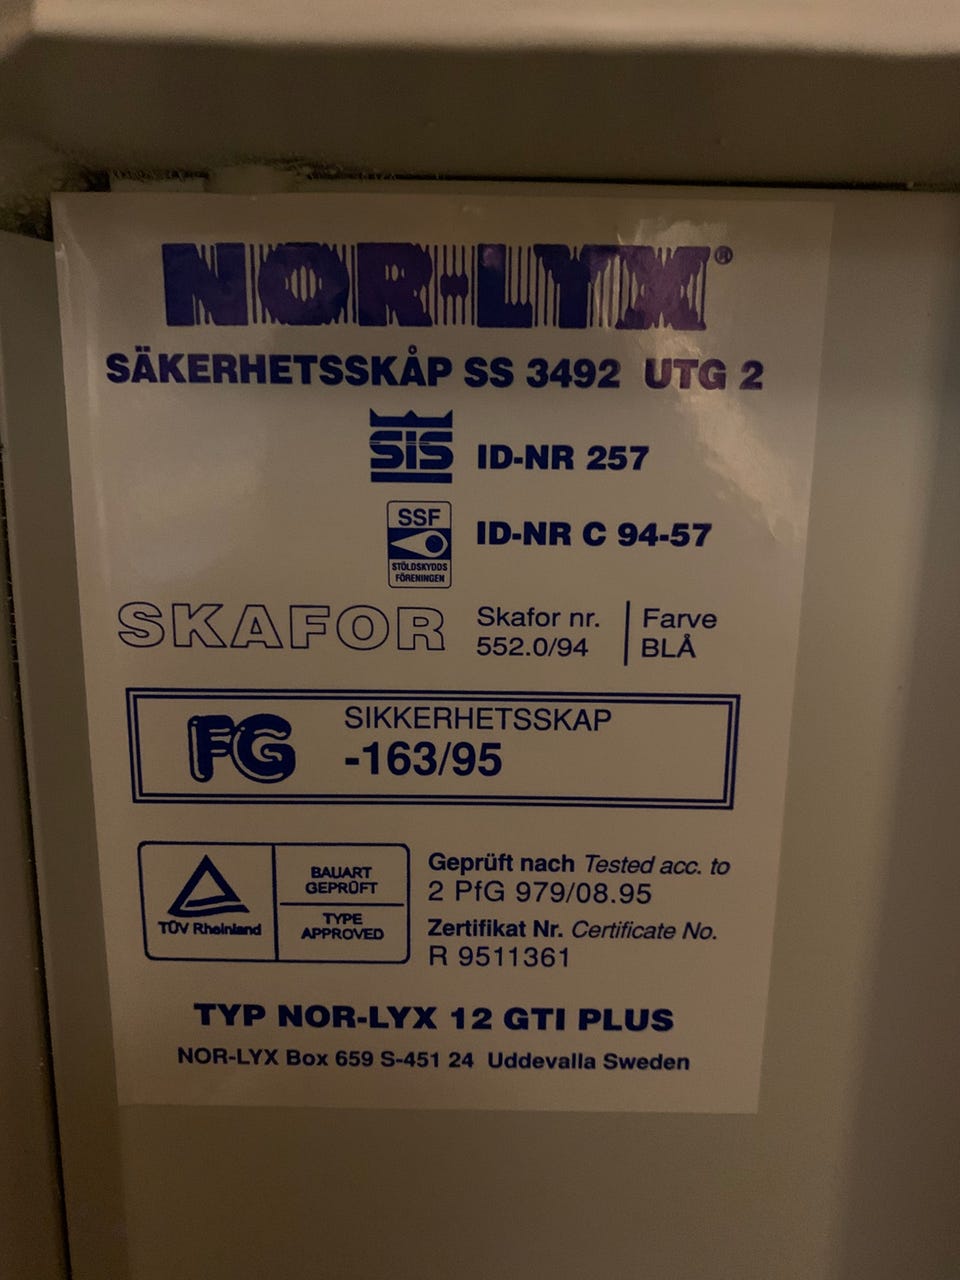 NOR-LYX®
SÄKERHETSSKÅP SS 3492 UTG 2
SIS ID-NR 257
SSF
STÖLDSKYDDS
FÖRENINGEN
ID-NR C 94-57
SKAFOR
Skafor nr.
552.0/94
Farve
BLÅ
FG
SIKKERHETSSKAP
-163/95
TÜV Rheinland
BAUART
GEPRÜFT
TYPE
APPROVED
Geprüft nach Tested acc. to
2 PfG 979/08.95
Zertifikat Nr. Certificate No.
R 9511361
TYP NOR-LYX 12 GTI PLUS
NOR-LYX Box 659 S-451 24 Uddevalla Sweden